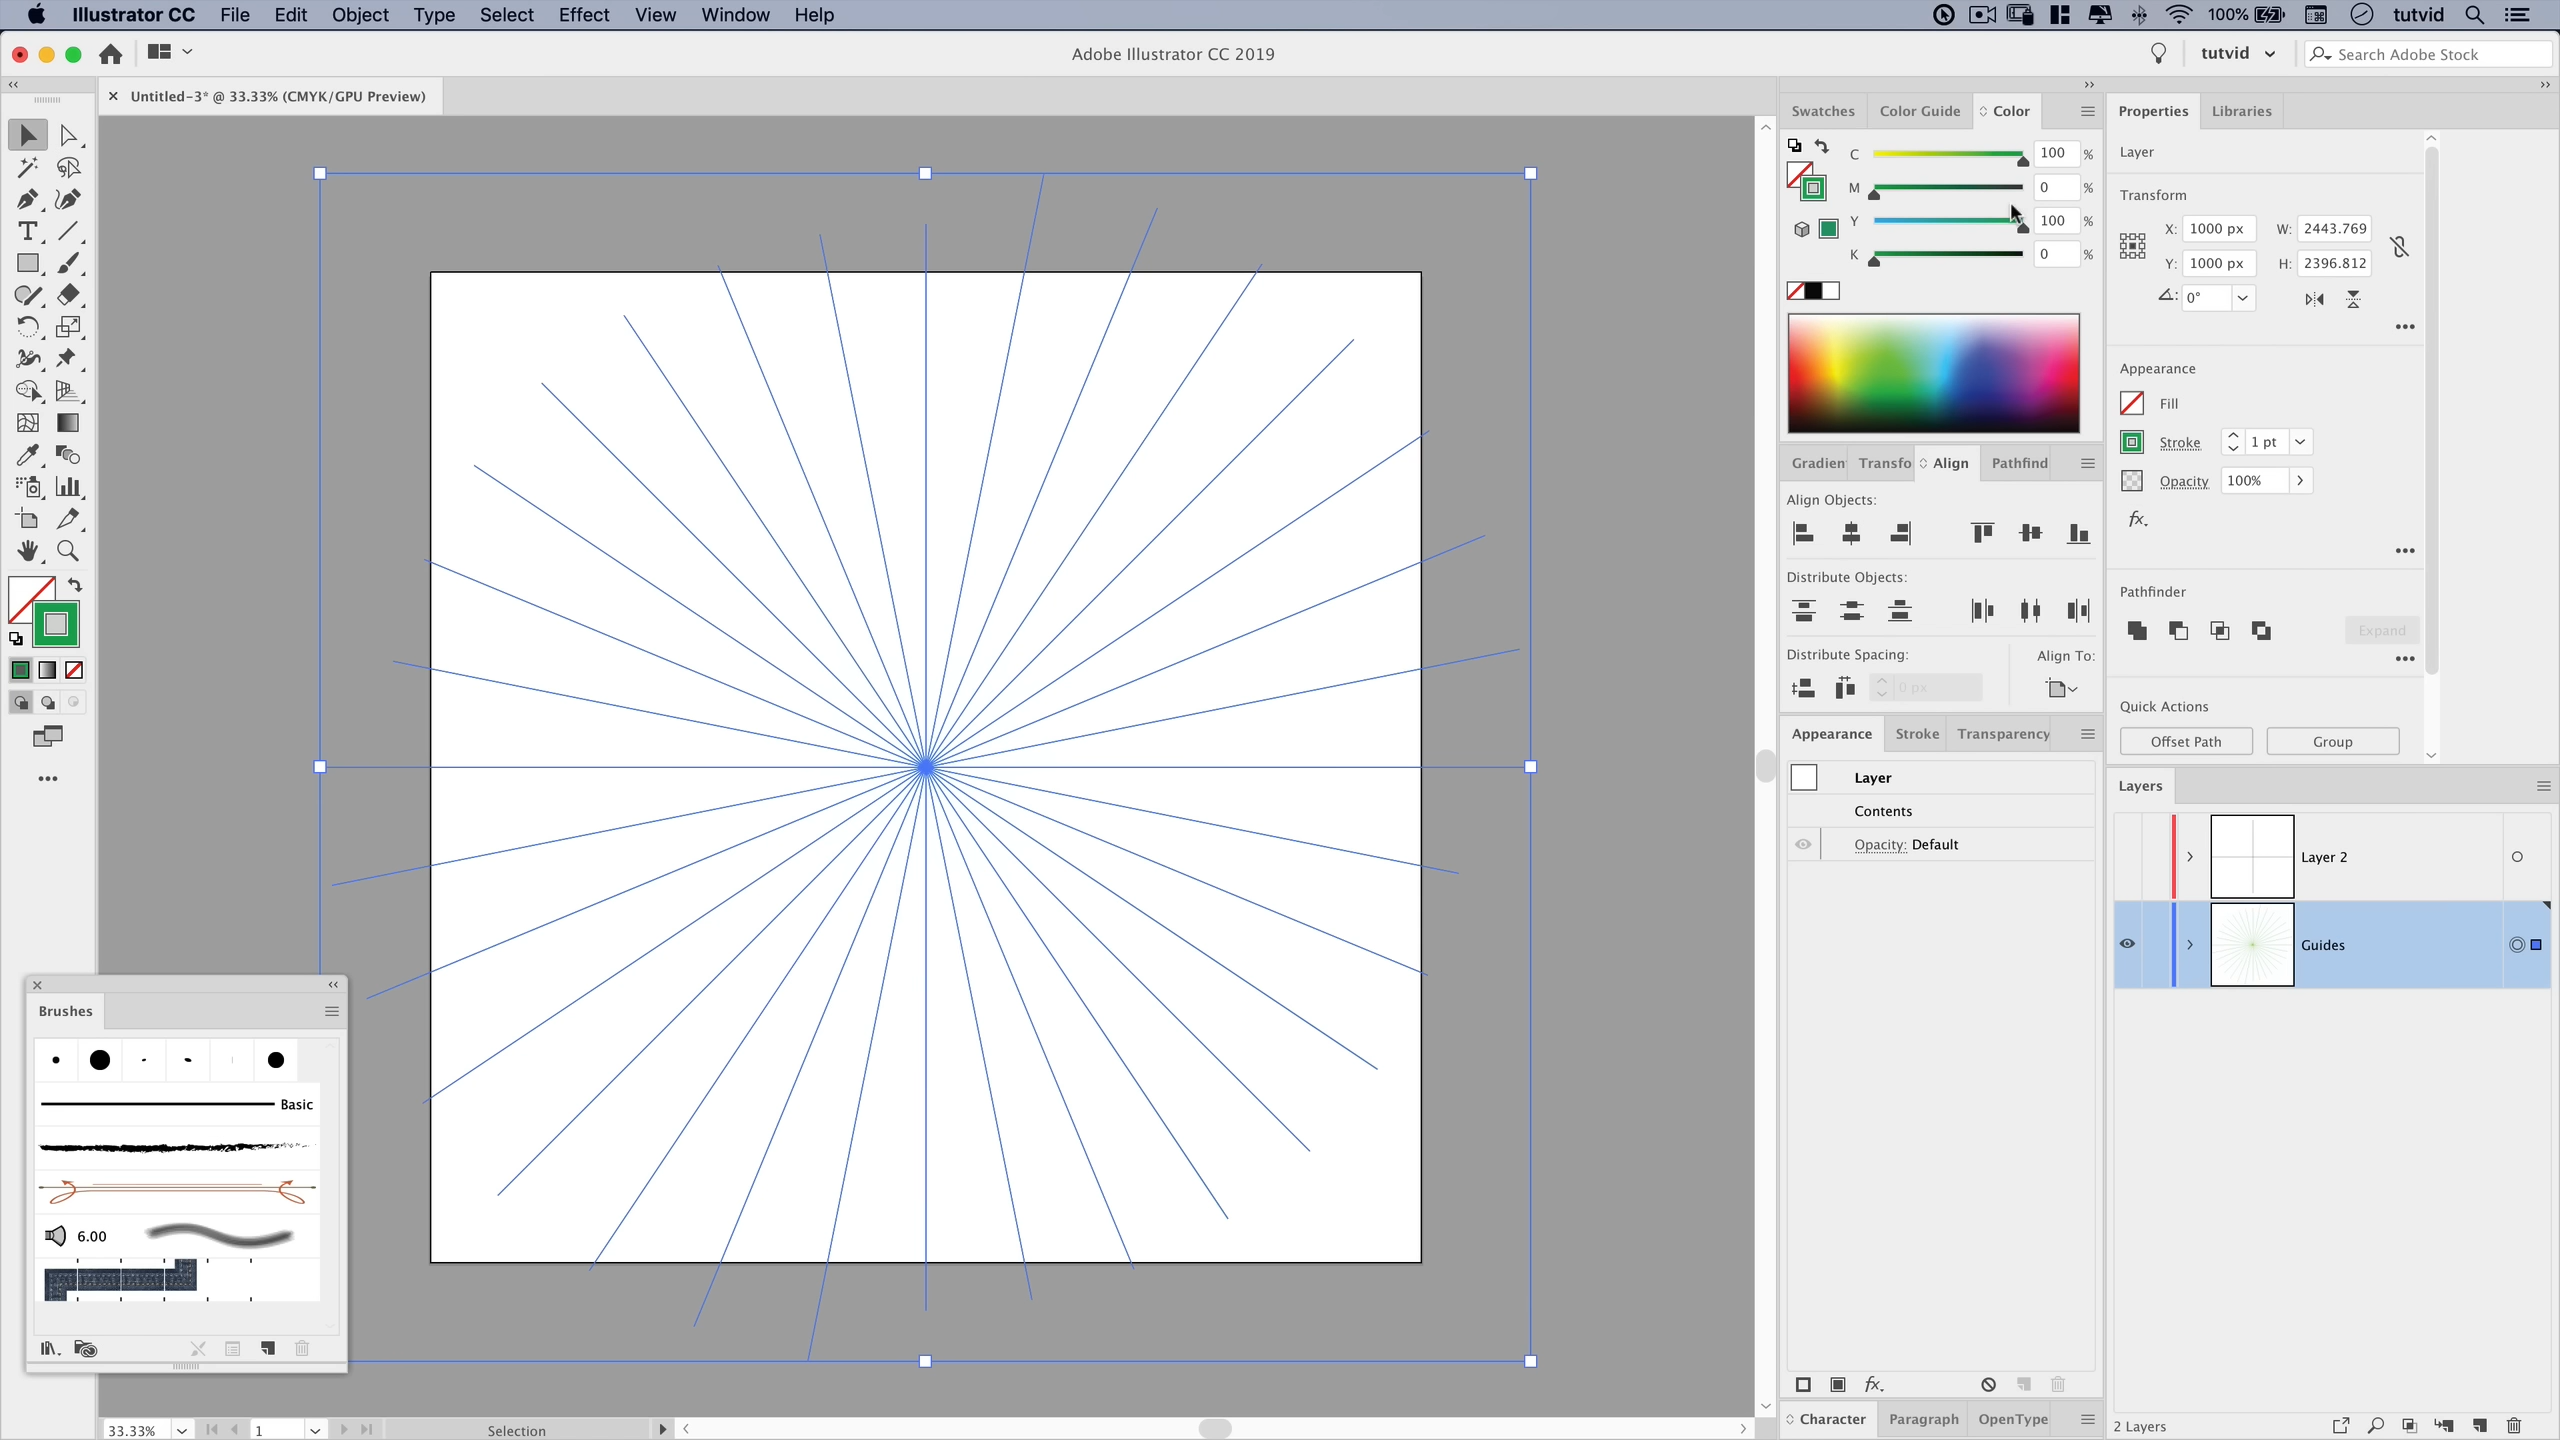 Illustrator CC File Edit Object Type Select Effect View Window Help 100% tutvid
Adobe Illustrator CC 2019 tutvid Search Adobe Stock
Untitled-3* @ 33.33% (CMYK/GPU Preview)
Swatches Color Guide Color
C 100 %
M 0 %
Y 100 %
K 0 %
Gradien Transfo Align Pathfind
Align Objects:
Distribute Objects:
Distribute Spacing: Align To:
0 px
Appearance Stroke Transparency
Layer
Contents
Opacity: Default
Character Paragraph OpenType
Properties Libraries
Layer
Transform
X: 1000 px W: 2443.769
Y: 1000 px H: 2396.812
0°
Appearance
Fill
Stroke 1 pt
Opacity 100%
fx.
Pathfinder
Expand
Quick Actions
Offset Path Group
Layers
Layer 2
Guides
2 Layers
Brushes
Basic
6.00
fx.
33.33% 1 Selection